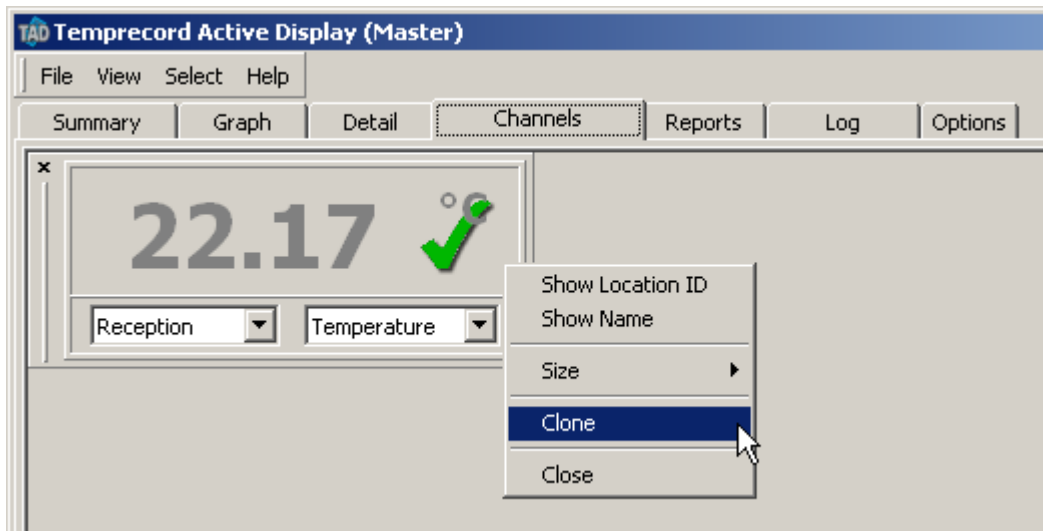 TAD Temprecord Active Display (Master)
File View Select Help
Summary Graph Detail Channels Reports Log Options
22.17 °C
Reception Temperature
Show Location ID
Show Name
Size
Clone
Close